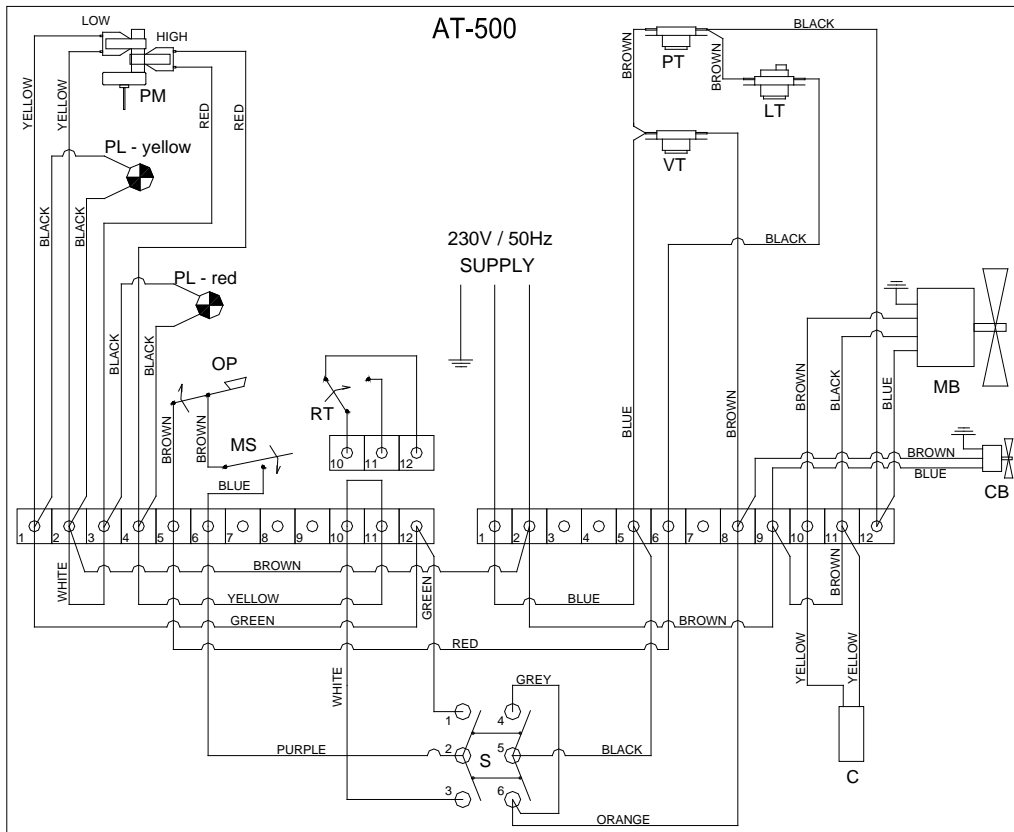 AT-500
LOW
HIGH
PM
YELLOW
YELLOW
RED
RED
PL - yellow
BLACK
BLACK
PL - red
BLACK
BLACK
OP
BROWN
BROWN
MS
BLUE
RT
10 11 12
230V / 50Hz
SUPPLY
BLACK
BROWN
PT
BROWN
LT
VT
BLACK
BLUE
BROWN
BROWN
BLACK
BLUE
MB
BROWN
BLUE
CB
1 2 3 4 5 6 7 8 9 10 11 12
1 2 3 4 5 6 7 8 9 10 11 12
WHITE
BROWN
GREEN
YELLOW
GREEN
BLUE
BROWN
BROWN
RED
WHITE
GREY
YELLOW
YELLOW
1 4
PURPLE
2 S 5
BLACK
3 6
C
ORANGE